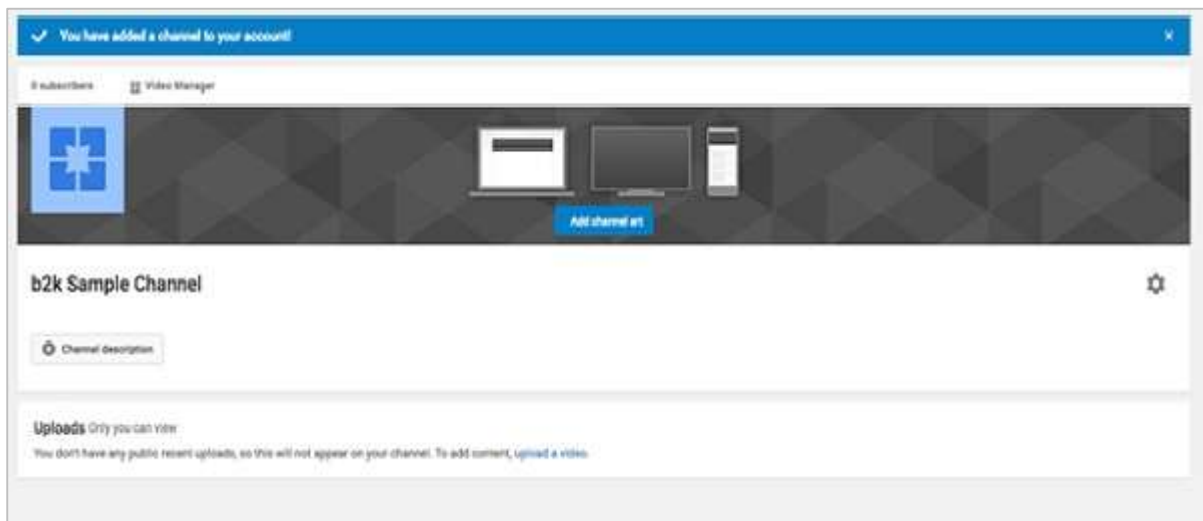 You have added a channel to your account!
0 subscribers Video Manager
Add channel art
b2k Sample Channel
Channel description
Uploads Only you can view
You don't have any public recent uploads, so this will not appear on your channel. To add content, upload a video.